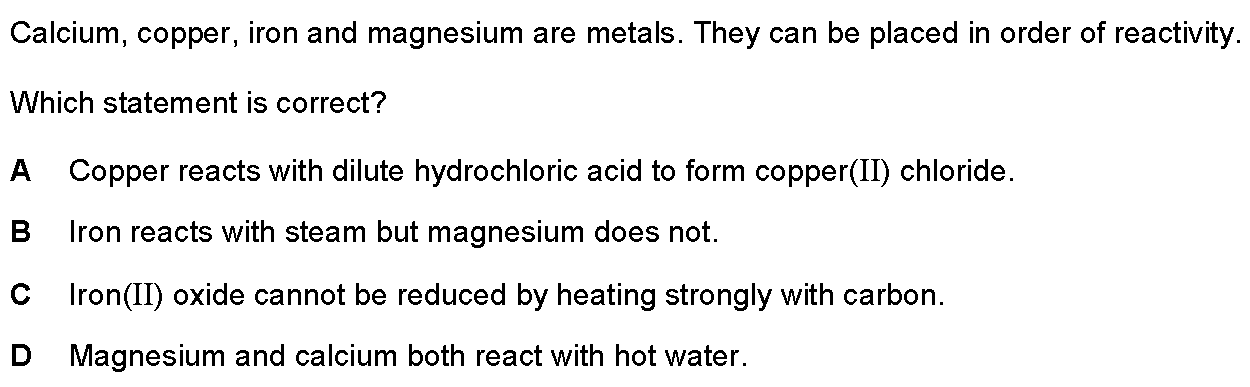 Calcium, copper, iron and magnesium are metals. They can be placed in order of reactivity.
Which statement is correct?
A Copper reacts with dilute hydrochloric acid to form copper(II) chloride.
B Iron reacts with steam but magnesium does not.
C Iron(II) oxide cannot be reduced by heating strongly with carbon.
D Magnesium and calcium both react with hot water.